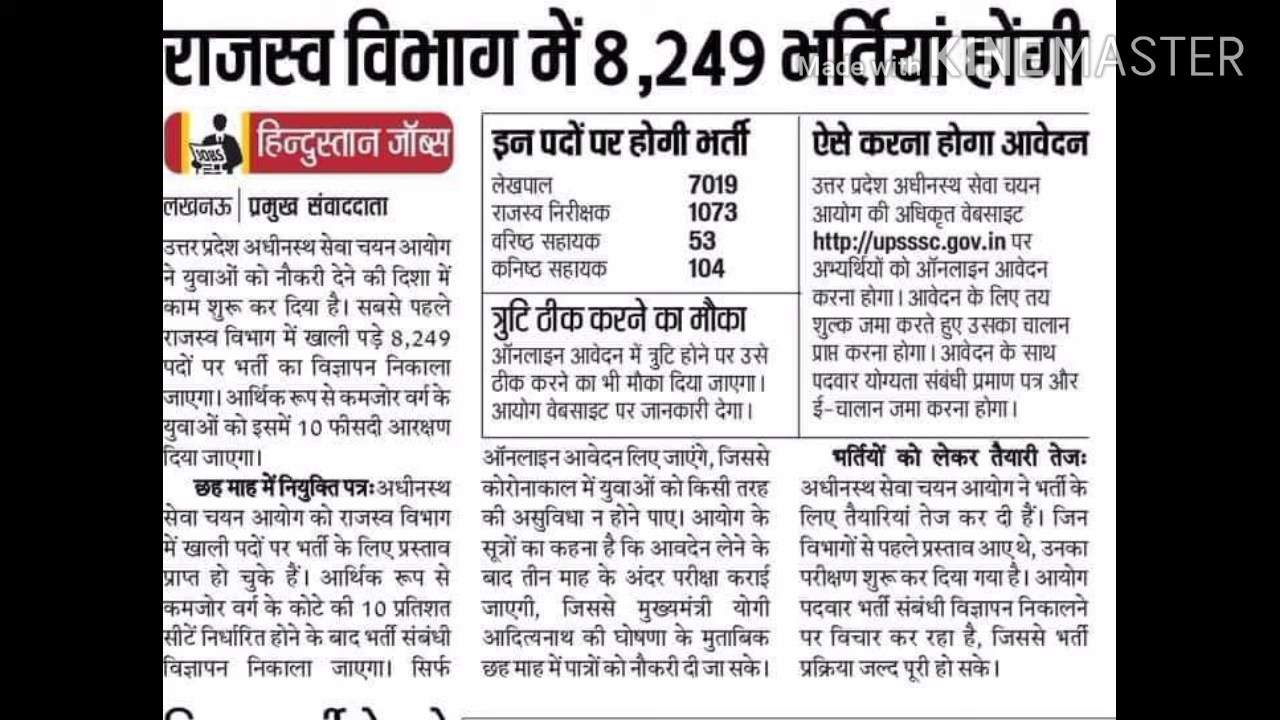 राजस्व विभाग में 8,249 भर्तियां होंगी
Made with KINEMASTER
JOBS
हिन्दुस्तान जॉब्स
लखनऊ | प्रमुख संवाददाता
उत्तर प्रदेश अधीनस्थ सेवा चयन आयोग
ने युवाओं को नौकरी देने की दिशा में
काम शुरू कर दिया है। सबसे पहले
राजस्व विभाग में खाली पड़े 8,249
पदों पर भर्ती का विज्ञापन निकाला
जाएगा। आर्थिक रूप से कमजोर वर्ग के
युवाओं को इसमें 10 फीसदी आरक्षण
दिया जाएगा।
छह माह में नियुक्ति पत्र: अधीनस्थ
सेवा चयन आयोग को राजस्व विभाग
में खाली पदों पर भर्ती के लिए प्रस्ताव
प्राप्त हो चुके हैं। आर्थिक रूप से
कमजोर वर्ग के कोटे की 10 प्रतिशत
सीटें निर्धारित होने के बाद भर्ती संबंधी
विज्ञापन निकाला जाएगा। सिर्फ
इन पदों पर होगी भर्ती
लेखपाल 7019
राजस्व निरीक्षक 1073
वरिष्ठ सहायक 53
कनिष्ठ सहायक 104
त्रुटि ठीक करने का मौका
ऑनलाइन आवेदन में त्रुटि होने पर उसे
ठीक करने का भी मौका दिया जाएगा।
आयोग वेबसाइट पर जानकारी देगा।
ऐसे करना होगा आवेदन
उत्तर प्रदेश अधीनस्थ सेवा चयन
आयोग की अधिकृत वेबसाइट
http://upsssc.gov.in पर
अभ्यर्थियों को ऑनलाइन आवेदन
करना होगा। आवेदन के लिए तय
शुल्क जमा करते हुए उसका चालान
प्राप्त करना होगा। आवेदन के साथ
पदवार योग्यता संबंधी प्रमाण पत्र और
ई-चालान जमा करना होगा।
ऑनलाइन आवेदन लिए जाएंगे, जिससे
कोरोनाकाल में युवाओं को किसी तरह
की असुविधा न होने पाए। आयोग के
सूत्रों का कहना है कि आवदेन लेने के
बाद तीन माह के अंदर परीक्षा कराई
जाएगी, जिससे मुख्यमंत्री योगी
आदित्यनाथ की घोषणा के मुताबिक
छह माह में पात्रों को नौकरी दी जा सके।
भर्तियों को लेकर तैयारी तेज:
अधीनस्थ सेवा चयन आयोग ने भर्ती के
लिए तैयारियां तेज कर दी हैं। जिन
विभागों से पहले प्रस्ताव आए थे, उनका
परीक्षण शुरू कर दिया गया है। आयोग
पदवार भर्ती संबंधी विज्ञापन निकालने
पर विचार कर रहा है, जिससे भर्ती
प्रक्रिया जल्द पूरी हो सके।